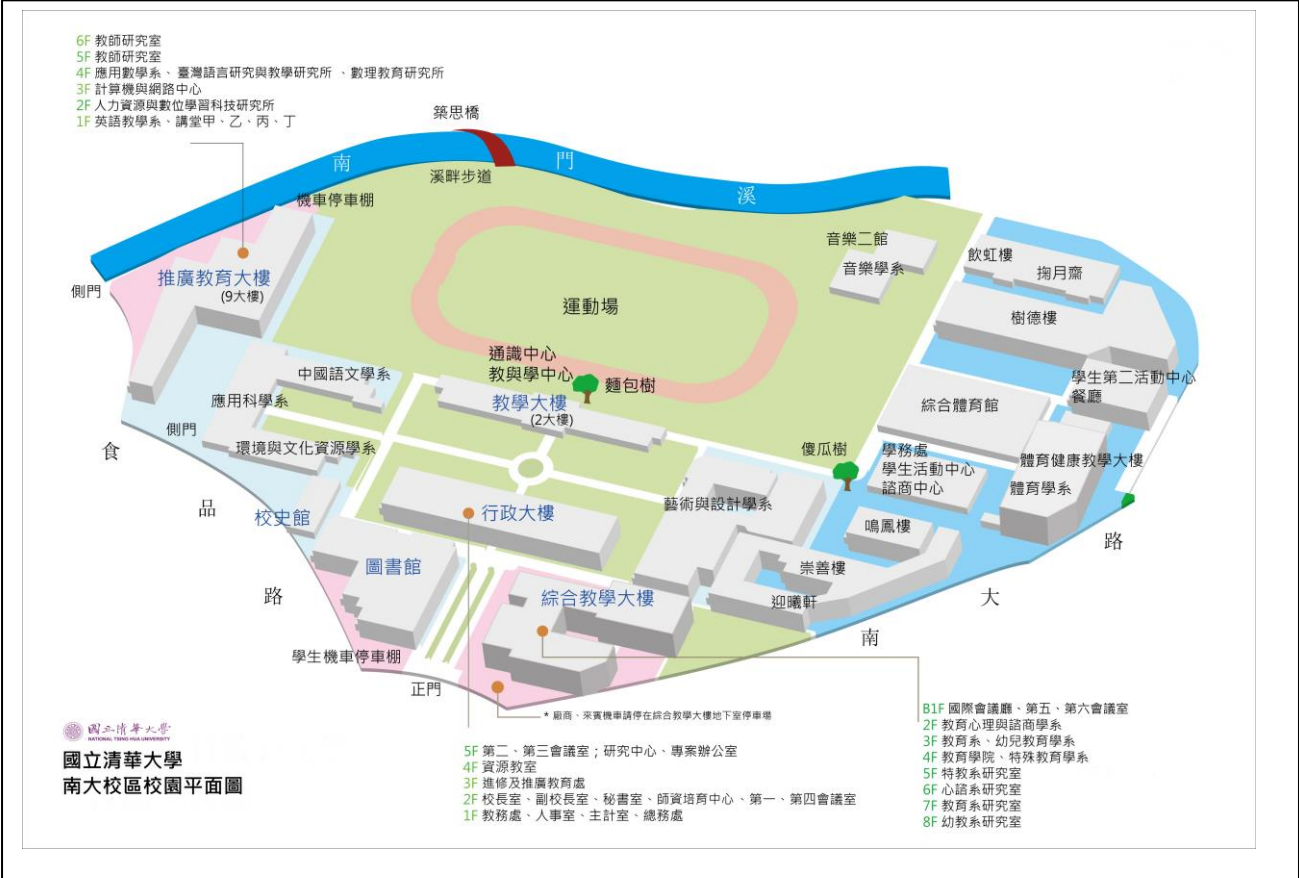 6F 教師研究室
5F 教師研究室
4F 應用數學系、臺灣語言研究與教學研究所 、數理教育研究所
3F 計算機與網路中心
2F 人力資源與數位學習科技研究所
1F 英語教學系、講堂甲、乙、丙、丁
築思橋
南
門
溪
溪畔步道
機車停車棚
側門
推廣教育大樓
(9大樓)
運動場
音樂二館
音樂學系
飲虹樓
掬月齋
樹德樓
通識中心
教與學中心
麵包樹
教學大樓
(2大樓)
中國語文學系
應用科學系
側門
環境與文化資源學系
學生第二活動中心
餐廳
綜合體育館
傻瓜樹
學務處
學生活動中心
諮商中心
體育健康教學大樓
體育學系
食
品
路
校史館
行政大樓
藝術與設計學系
鳴鳳樓
圖書館
崇善樓
綜合教學大樓
迎曦軒
南
大
路
學生機車停車棚
正門
* 廠商、來賓機車請停在綜合教學大樓地下室停車場
國立清華大學
NATIONAL TSING HUA UNIVERSITY
國立清華大學
南大校區校園平面圖
5F 第二、第三會議室；研究中心、專案辦公室
4F 資源教室
3F 進修及推廣教育處
2F 校長室、副校長室、秘書室、師資培育中心、第一、第四會議室
1F 教務處、人事室、主計室、總務處
B1F 國際會議廳、第五、第六會議室
2F 教育心理與諮商學系
3F 教育系、幼兒教育學系
4F 教育學院、特殊教育學系
5F 特教系研究室
6F 心諮系研究室
7F 教育系研究室
8F 幼教系研究室